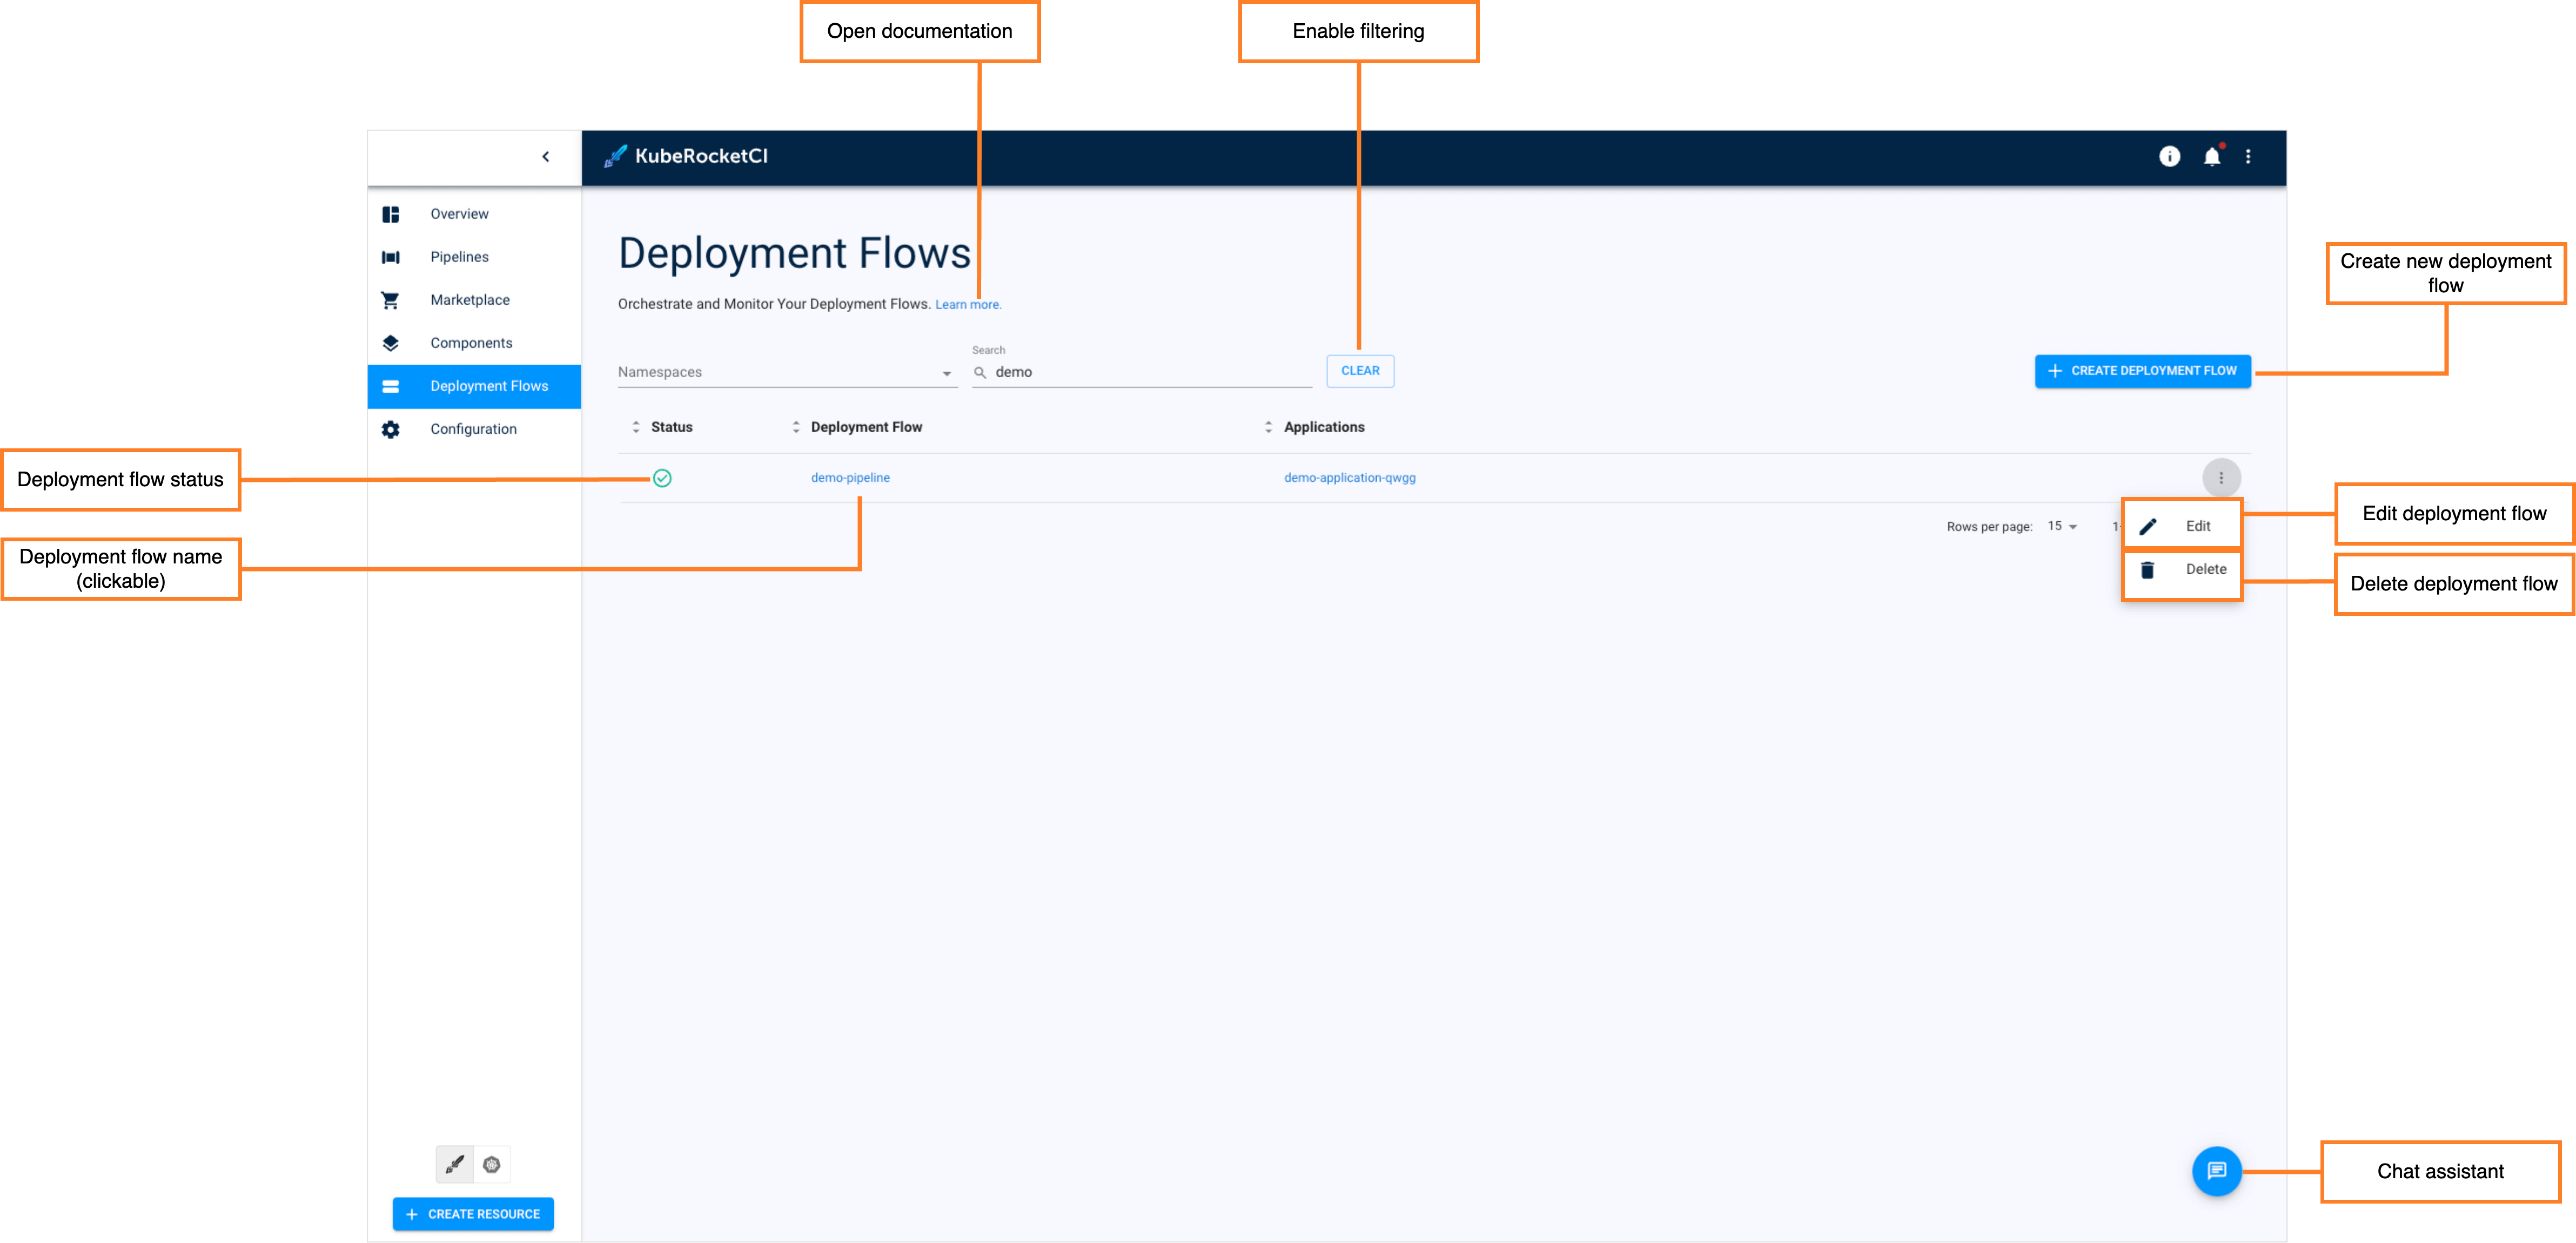 Open documentation
Enable filtering
KubeRocketCI
Overview
Pipelines
Marketplace
Components
Deployment Flows
Configuration
Deployment Flows
Orchestrate and Monitor Your Deployment Flows. Learn more.
Create new deployment
flow
Namespaces
Search
demo
CLEAR
CREATE DEPLOYMENT FLOW
Status
Deployment Flow
Applications
Deployment flow status
demo-pipeline
demo-application-qwgg
Rows per page: 15
1-
Edit
Delete
Edit deployment flow
Delete deployment flow
Deployment flow name
(clickable)
Chat assistant
CREATE RESOURCE